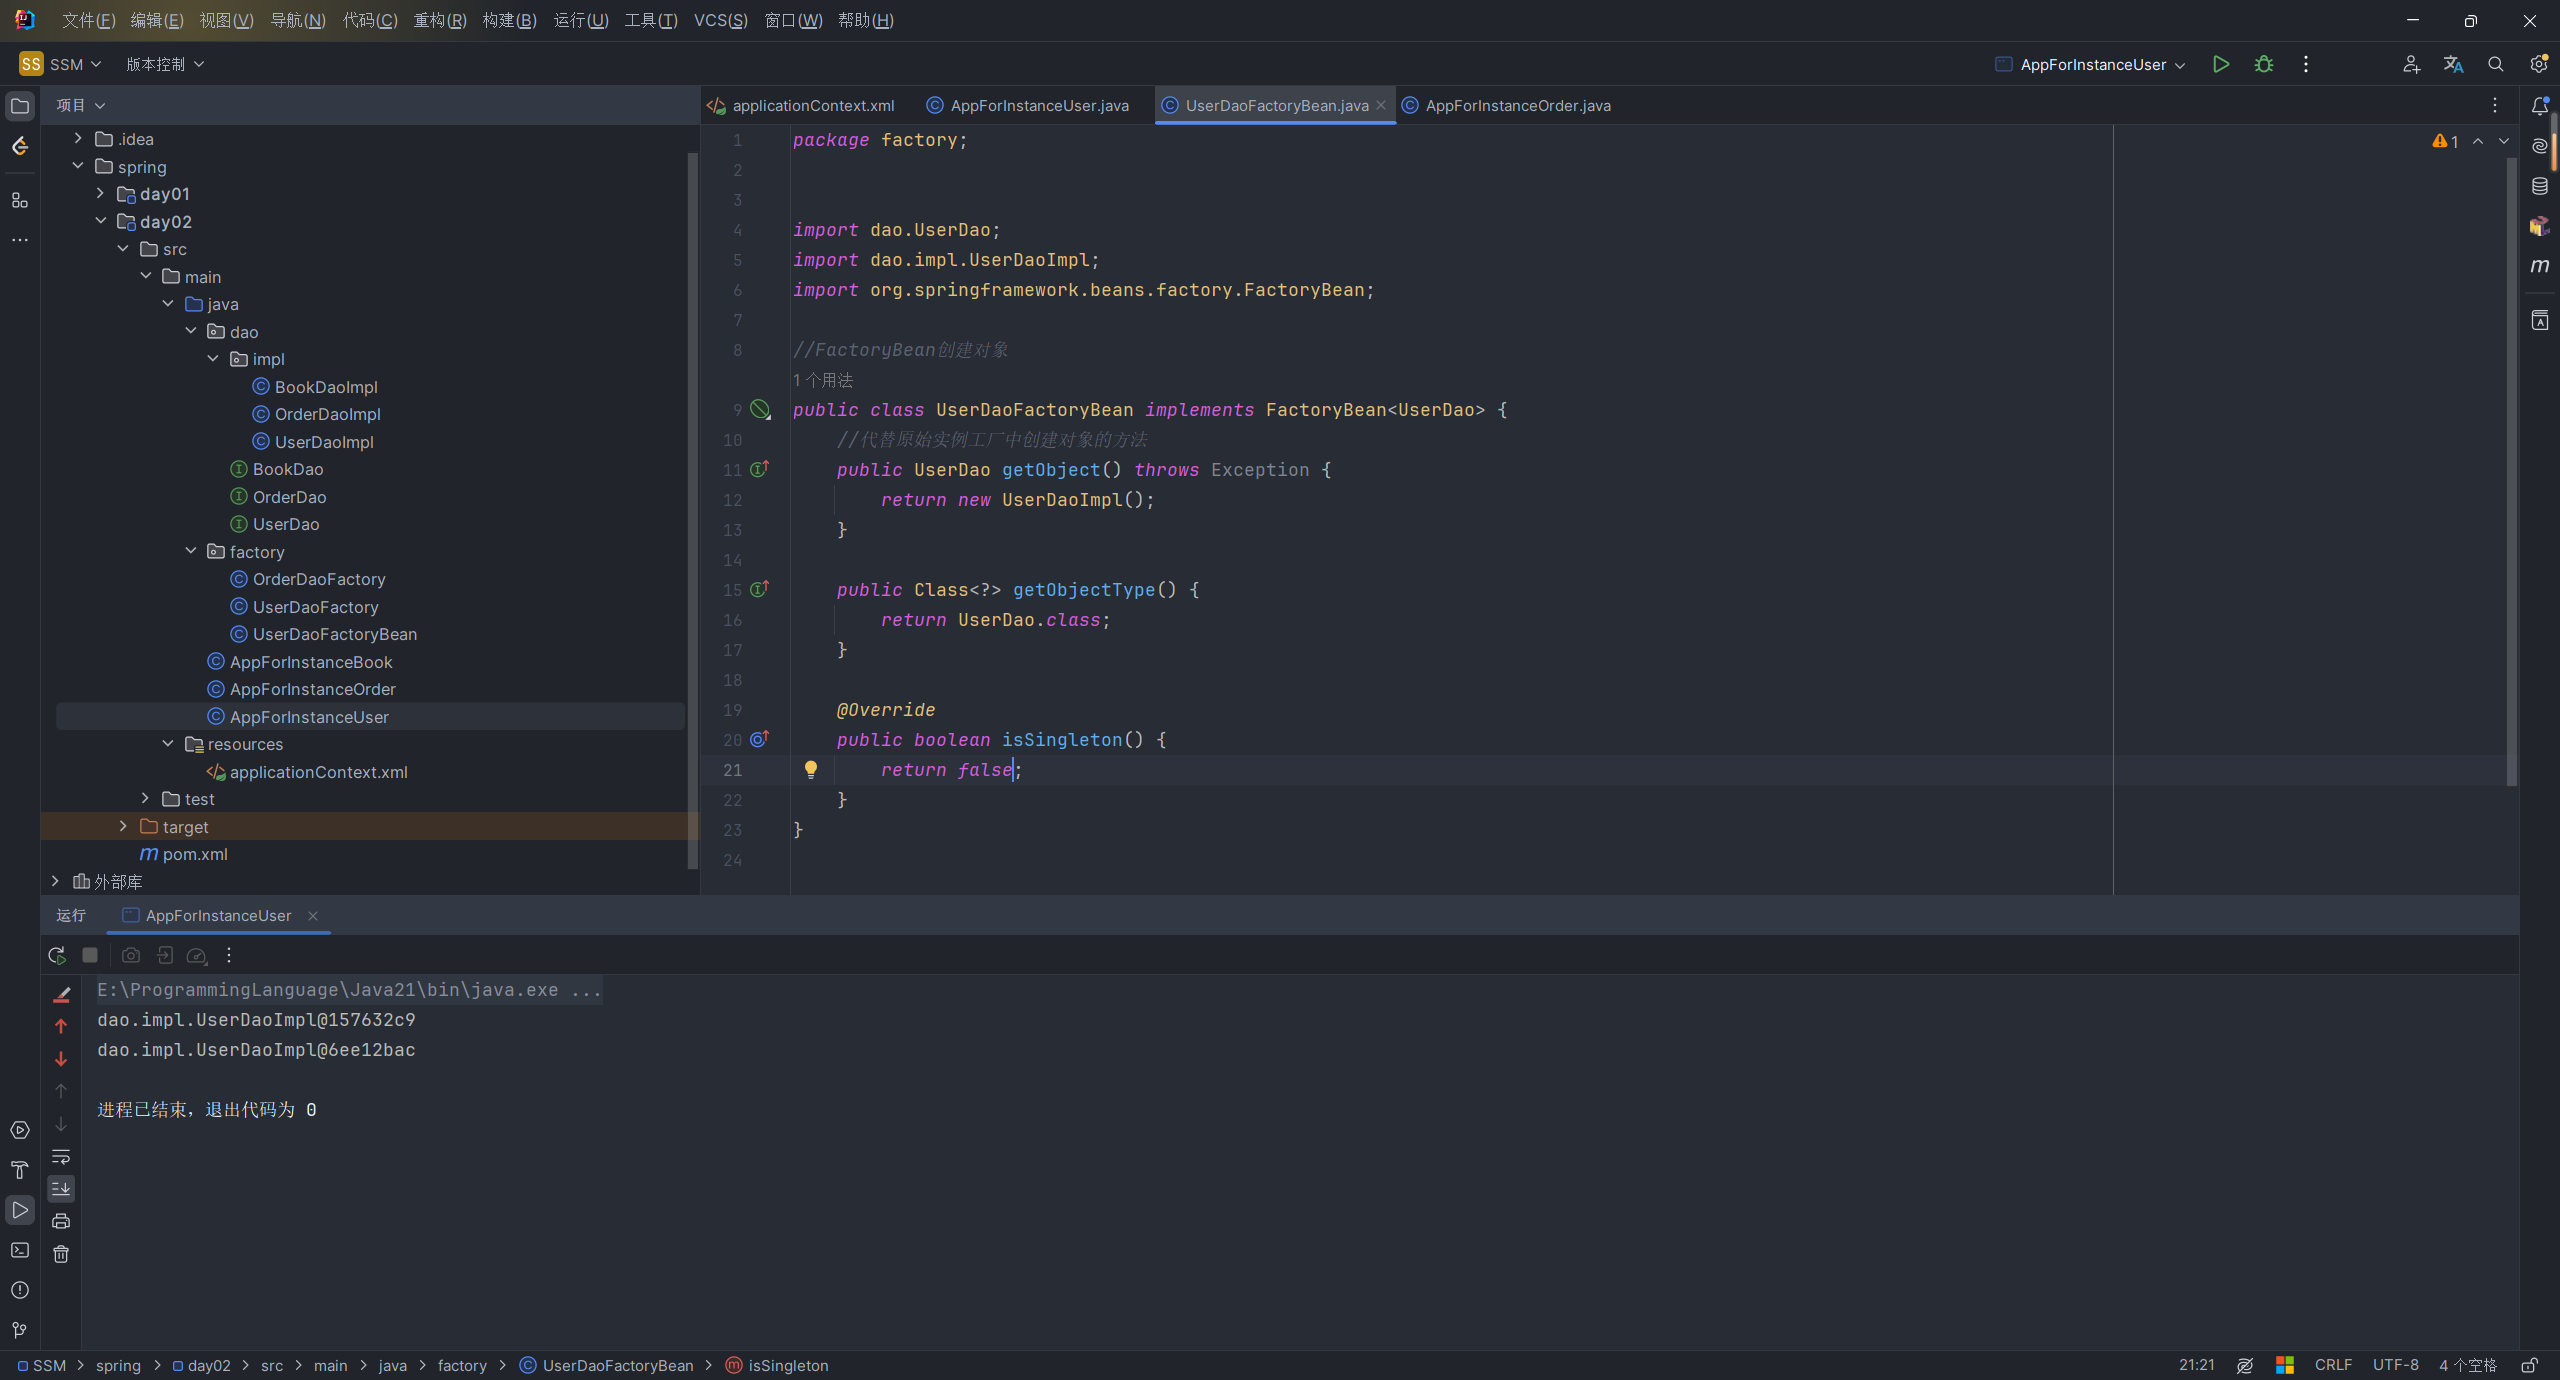 文件(F) 编辑(E) 视图(V) 导航(N) 代码(C) 重构(R) 构建(B) 运行(U) 工具(T) VCS(S) 窗口(W) 帮助(H)
SS SSM 版本控制 AppForInstanceUser
项目
.idea
spring
day01
day02
src
main
java
dao
impl
BookDaoImpl
OrderDaoImpl
UserDaoImpl
BookDao
OrderDao
UserDao
factory
OrderDaoFactory
UserDaoFactory
UserDaoFactoryBean
AppForInstanceBook
AppForInstanceOrder
AppForInstanceUser
resources
applicationContext.xml
test
target
pom.xml
外部库
applicationContext.xml AppForInstanceUser.java UserDaoFactoryBean.java AppForInstanceOrder.java
1 package factory;
2
3
4 import dao.UserDao;
5 import dao.impl.UserDaoImpl;
6 import org.springframework.beans.factory.FactoryBean;
7
8 //FactoryBean创建对象
1 个用法
9 public class UserDaoFactoryBean implements FactoryBean<UserDao> {
10 //代替原始实例工厂中创建对象的方法
11 public UserDao getObject() throws Exception {
12 return new UserDaoImpl();
13 }
14
15 public Class<?> getObjectType() {
16 return UserDao.class;
17 }
18
19 @Override
20 public boolean isSingleton() {
21 return false;
22 }
23 }
24
1
运行 AppForInstanceUser
E:\ProgrammingLanguage\Java21\bin\java.exe ...
dao.impl.UserDaoImpl@157632c9
dao.impl.UserDaoImpl@6ee12bac
进程已结束，退出代码为 0
SSM > spring > day02 > src > main > java > factory > UserDaoFactoryBean > isSingleton 21:21 CRLF UTF-8 4 个空格